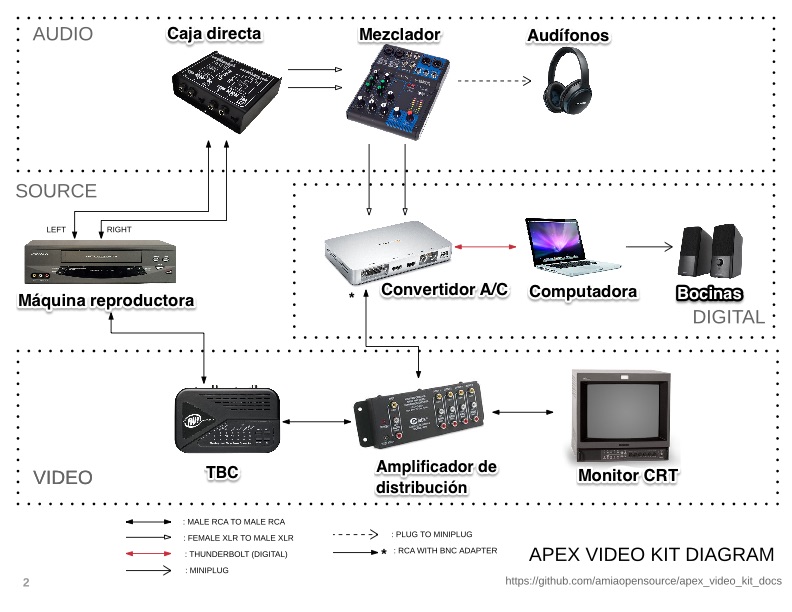 AUDIO
Caja directa
Mezclador
Audífonos
SOURCE
LEFT
RIGHT
Máquina reproductora
*
Convertidor A/C
Computadora
Bocinas
DIGITAL
TBC
Amplificador de
distribución
Monitor CRT
VIDEO
: MALE RCA TO MALE RCA
: FEMALE XLR TO MALE XLR
: THUNDERBOLT (DIGITAL)
: MINIPLUG
: PLUG TO MINIPLUG
* : RCA WITH BNC ADAPTER
APEX VIDEO KIT DIAGRAM
2
https://github.com/amiaopensource/apex_video_kit_docs